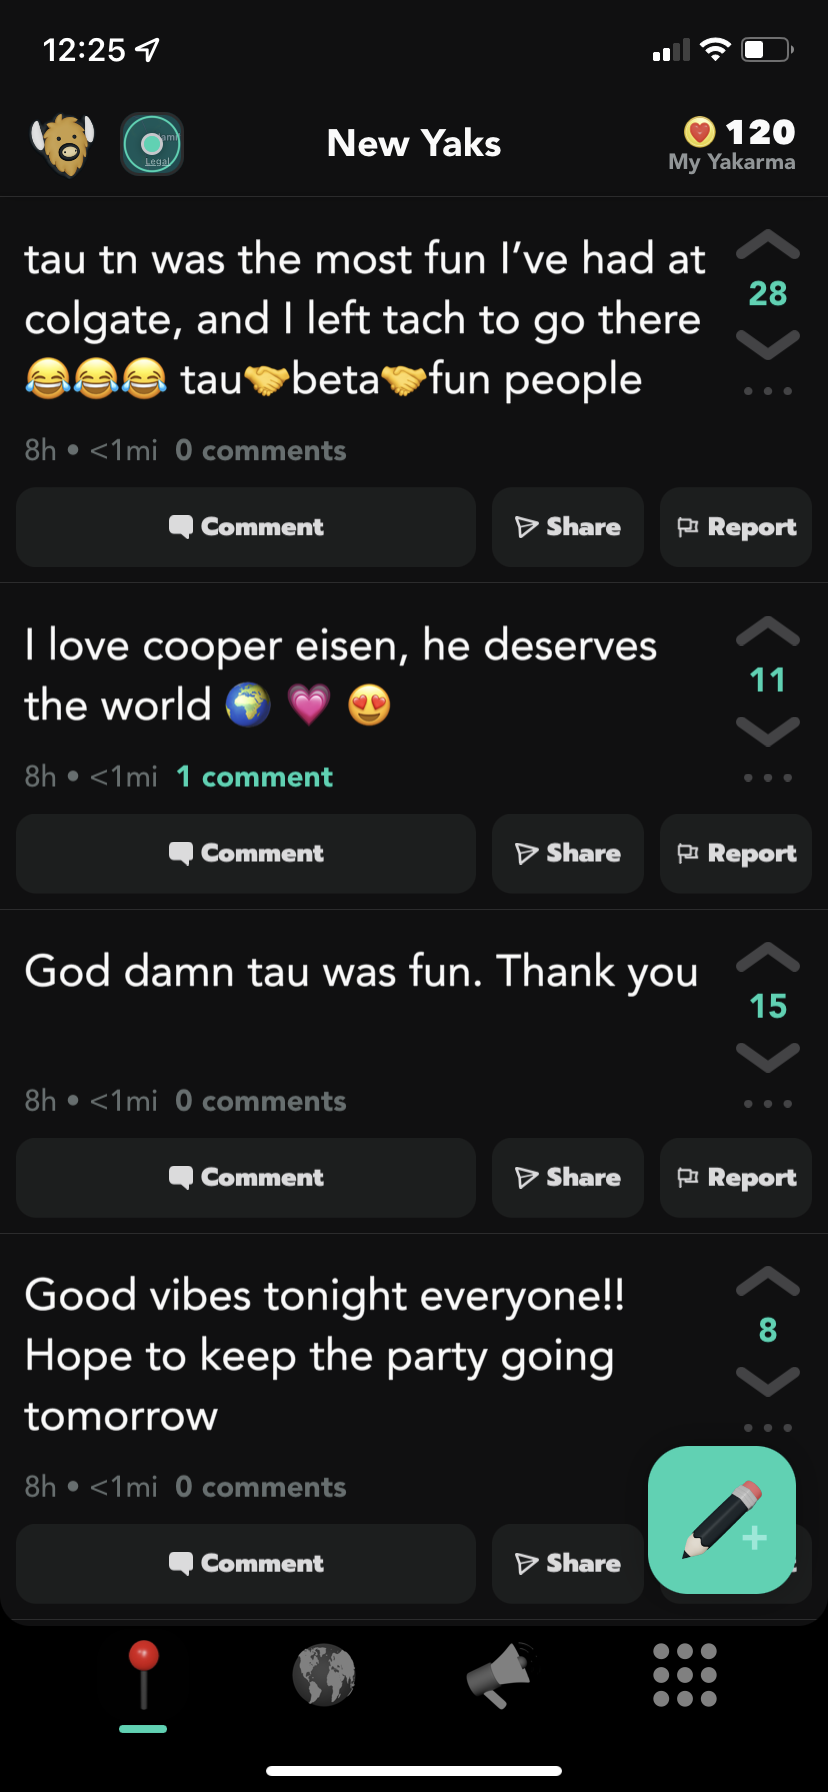 12:25
Legal
New Yaks
120
My Yakarma
tau tn was the most fun I’ve had at
colgate, and I left tach to go there
😂😂😂 tau🤝beta🤝fun people
28
8h • <1mi 0 comments
Comment
Share
Report
I love cooper eisen, he deserves
the world 🌍 💗 😍
11
8h • <1mi 1 comment
Comment
Share
Report
God damn tau was fun. Thank you
15
8h • <1mi 0 comments
Comment
Share
Report
Good vibes tonight everyone!!
Hope to keep the party going
tomorrow
8
8h • <1mi 0 comments
Comment
Share